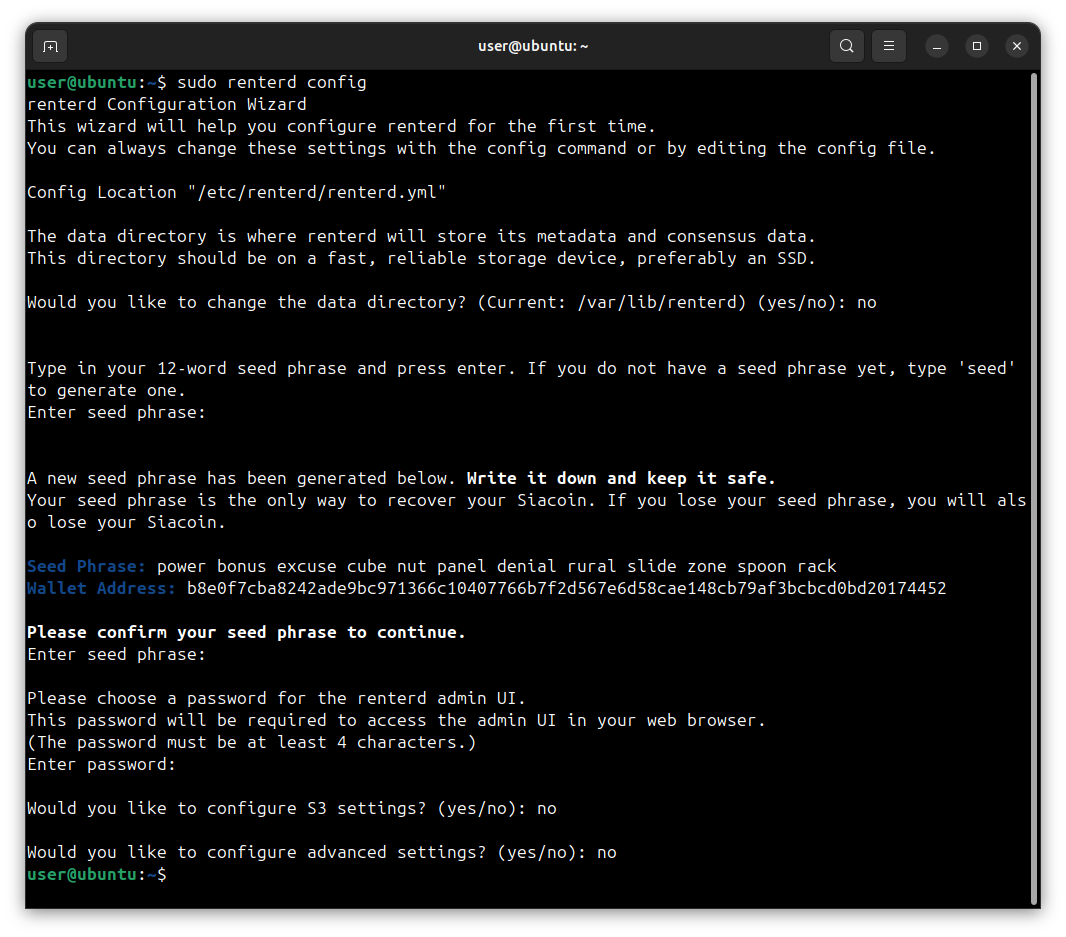 user@ubuntu: ~
user@ubuntu:~$ sudo renterd config
renterd Configuration Wizard
This wizard will help you configure renterd for the first time.
You can always change these settings with the config command or by editing the config file.
Config Location "/etc/renterd/renterd.yml"
The data directory is where renterd will store its metadata and consensus data.
This directory should be on a fast, reliable storage device, preferably an SSD.
Would you like to change the data directory? (Current: /var/lib/renterd) (yes/no): no
Type in your 12-word seed phrase and press enter. If you do not have a seed phrase yet, type 'seed'
to generate one.
Enter seed phrase:
A new seed phrase has been generated below. Write it down and keep it safe.
Your seed phrase is the only way to recover your Siacoin. If you lose your seed phrase, you will als
o lose your Siacoin.
Seed Phrase: power bonus excuse cube nut panel denial rural slide zone spoon rack
Wallet Address: b8e0f7cba8242ade9bc971366c10407766b7f2d567e6d58cae148cb79af3bcbcd0bd20174452
Please confirm your seed phrase to continue.
Enter seed phrase:
Please choose a password for the renterd admin UI.
This password will be required to access the admin UI in your web browser.
(The password must be at least 4 characters.)
Enter password:
Would you like to configure S3 settings? (yes/no): no
Would you like to configure advanced settings? (yes/no): no
user@ubuntu:~$